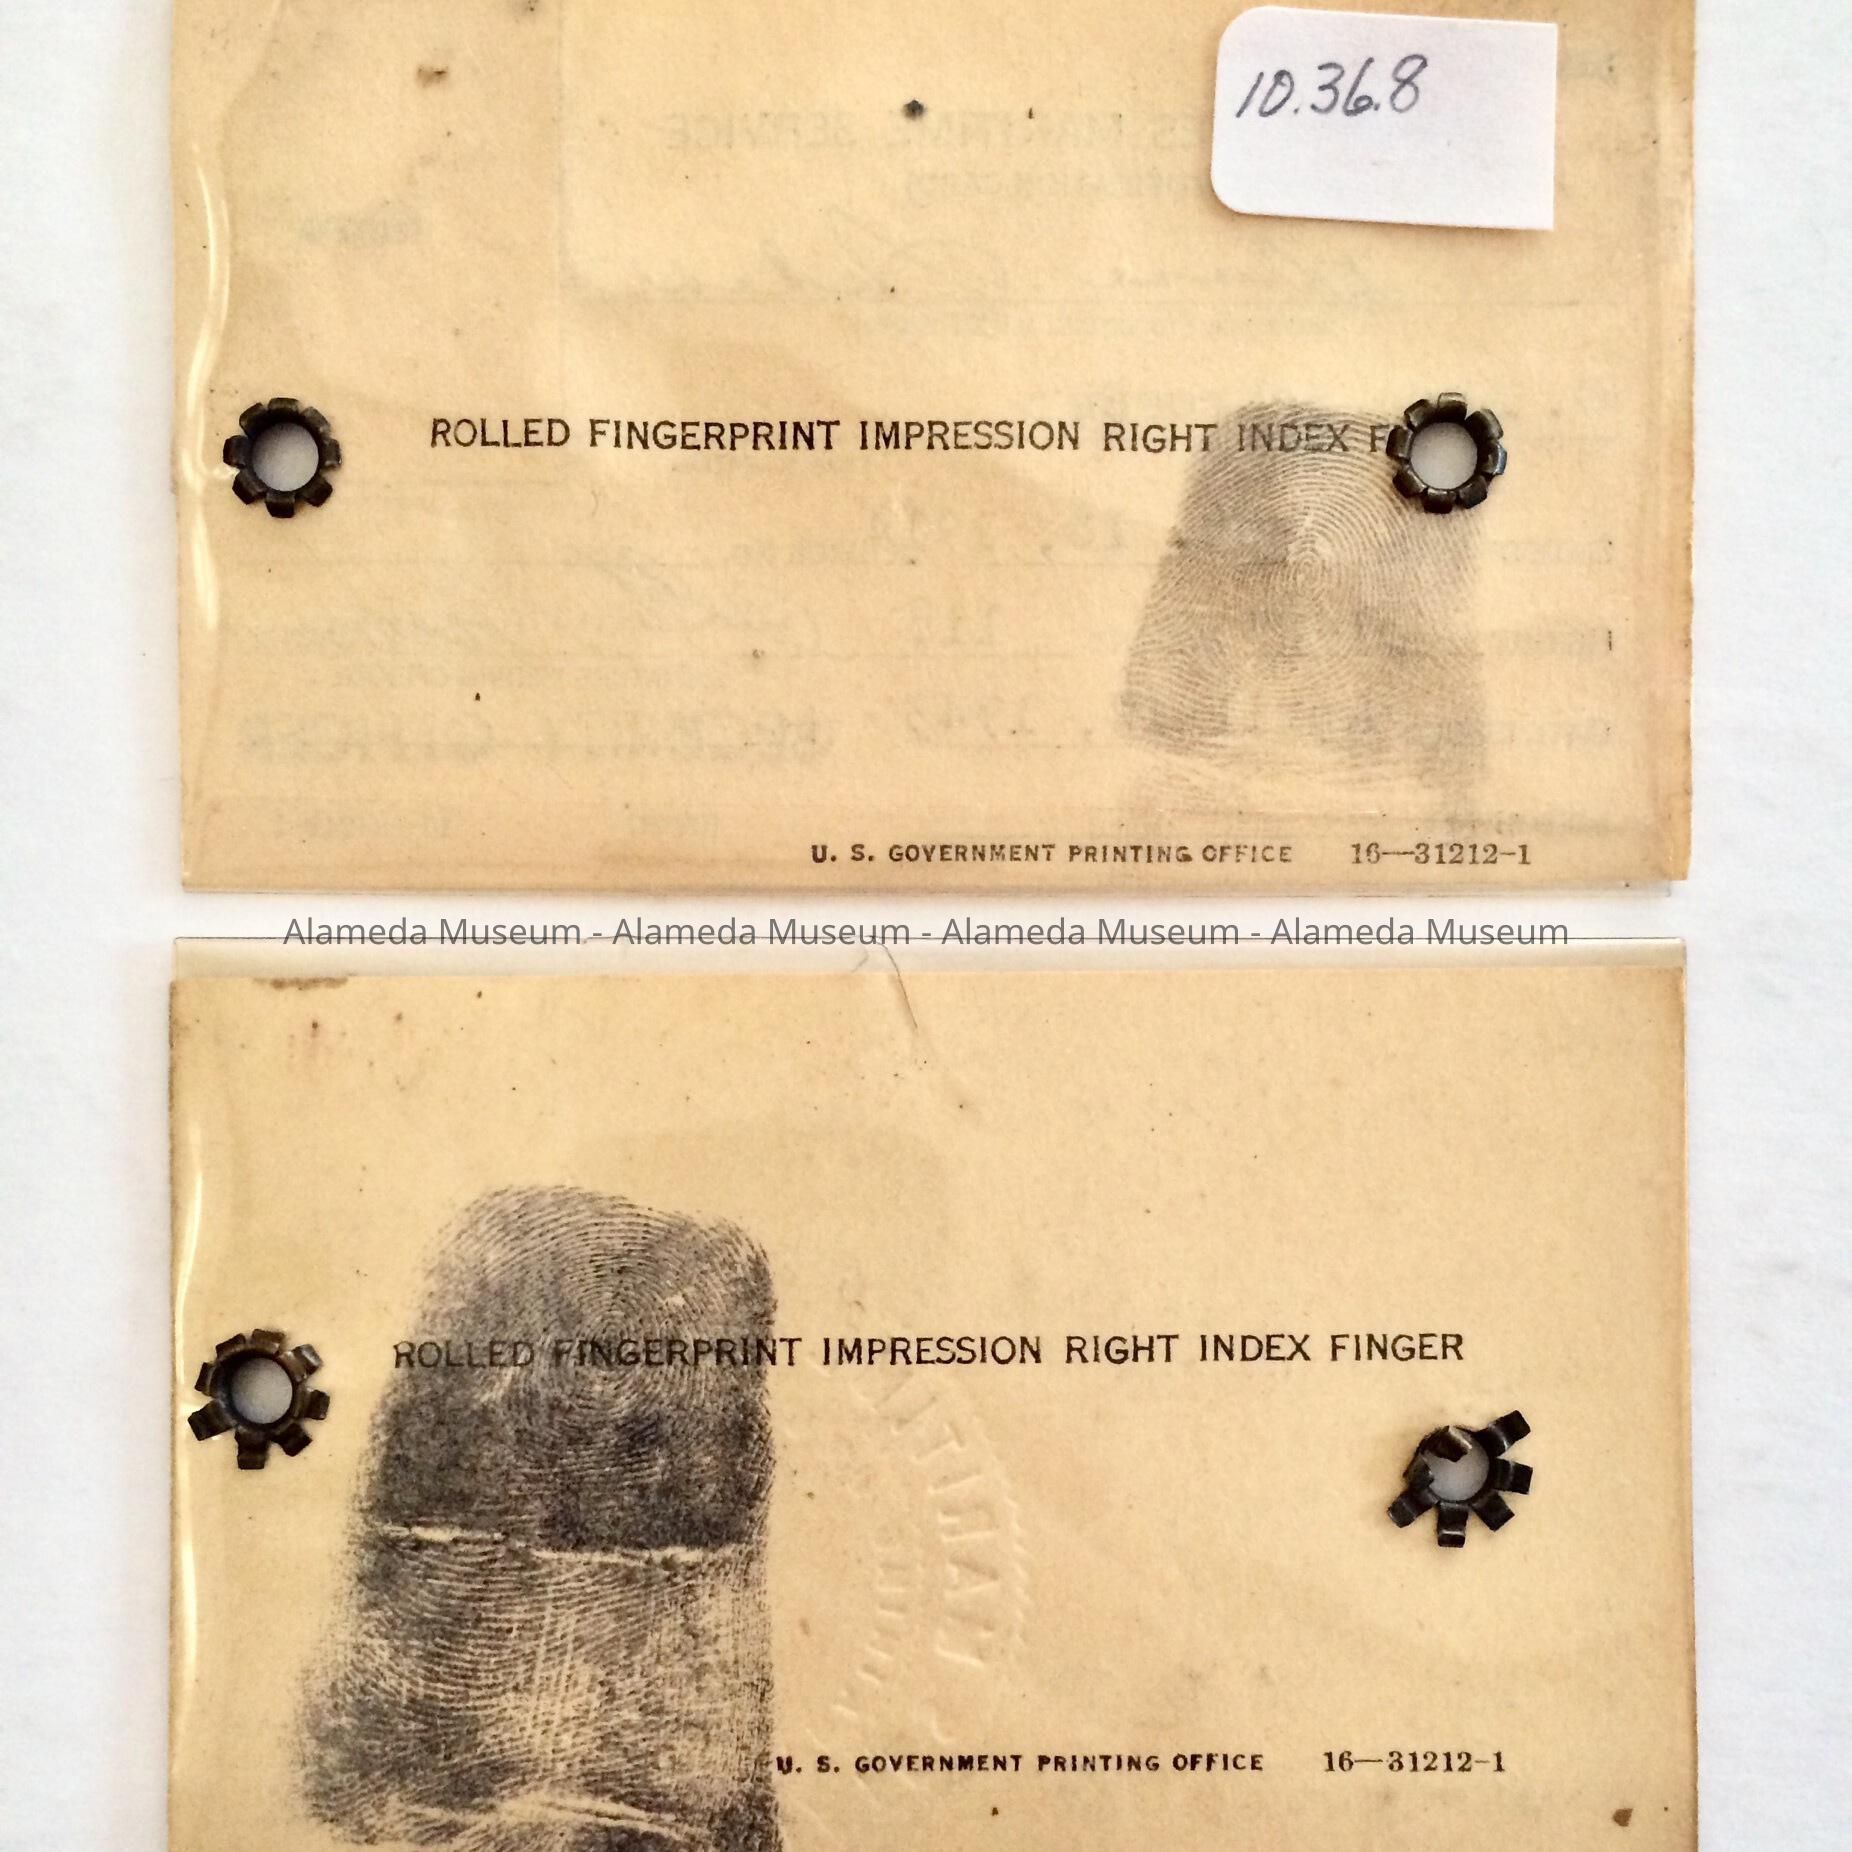 10.36.8
ROLLED FINGERPRINT IMPRESSION RIGHT INDEX F
U. S. GOVERNMENT PRINTING OFFICE 16—31212-1
Alameda Museum - Alameda Museum - Alameda Museum - Alameda Museum
ROLLED FINGERPRINT IMPRESSION RIGHT INDEX FINGER
U. S. GOVERNMENT PRINTING OFFICE 16—31212-1